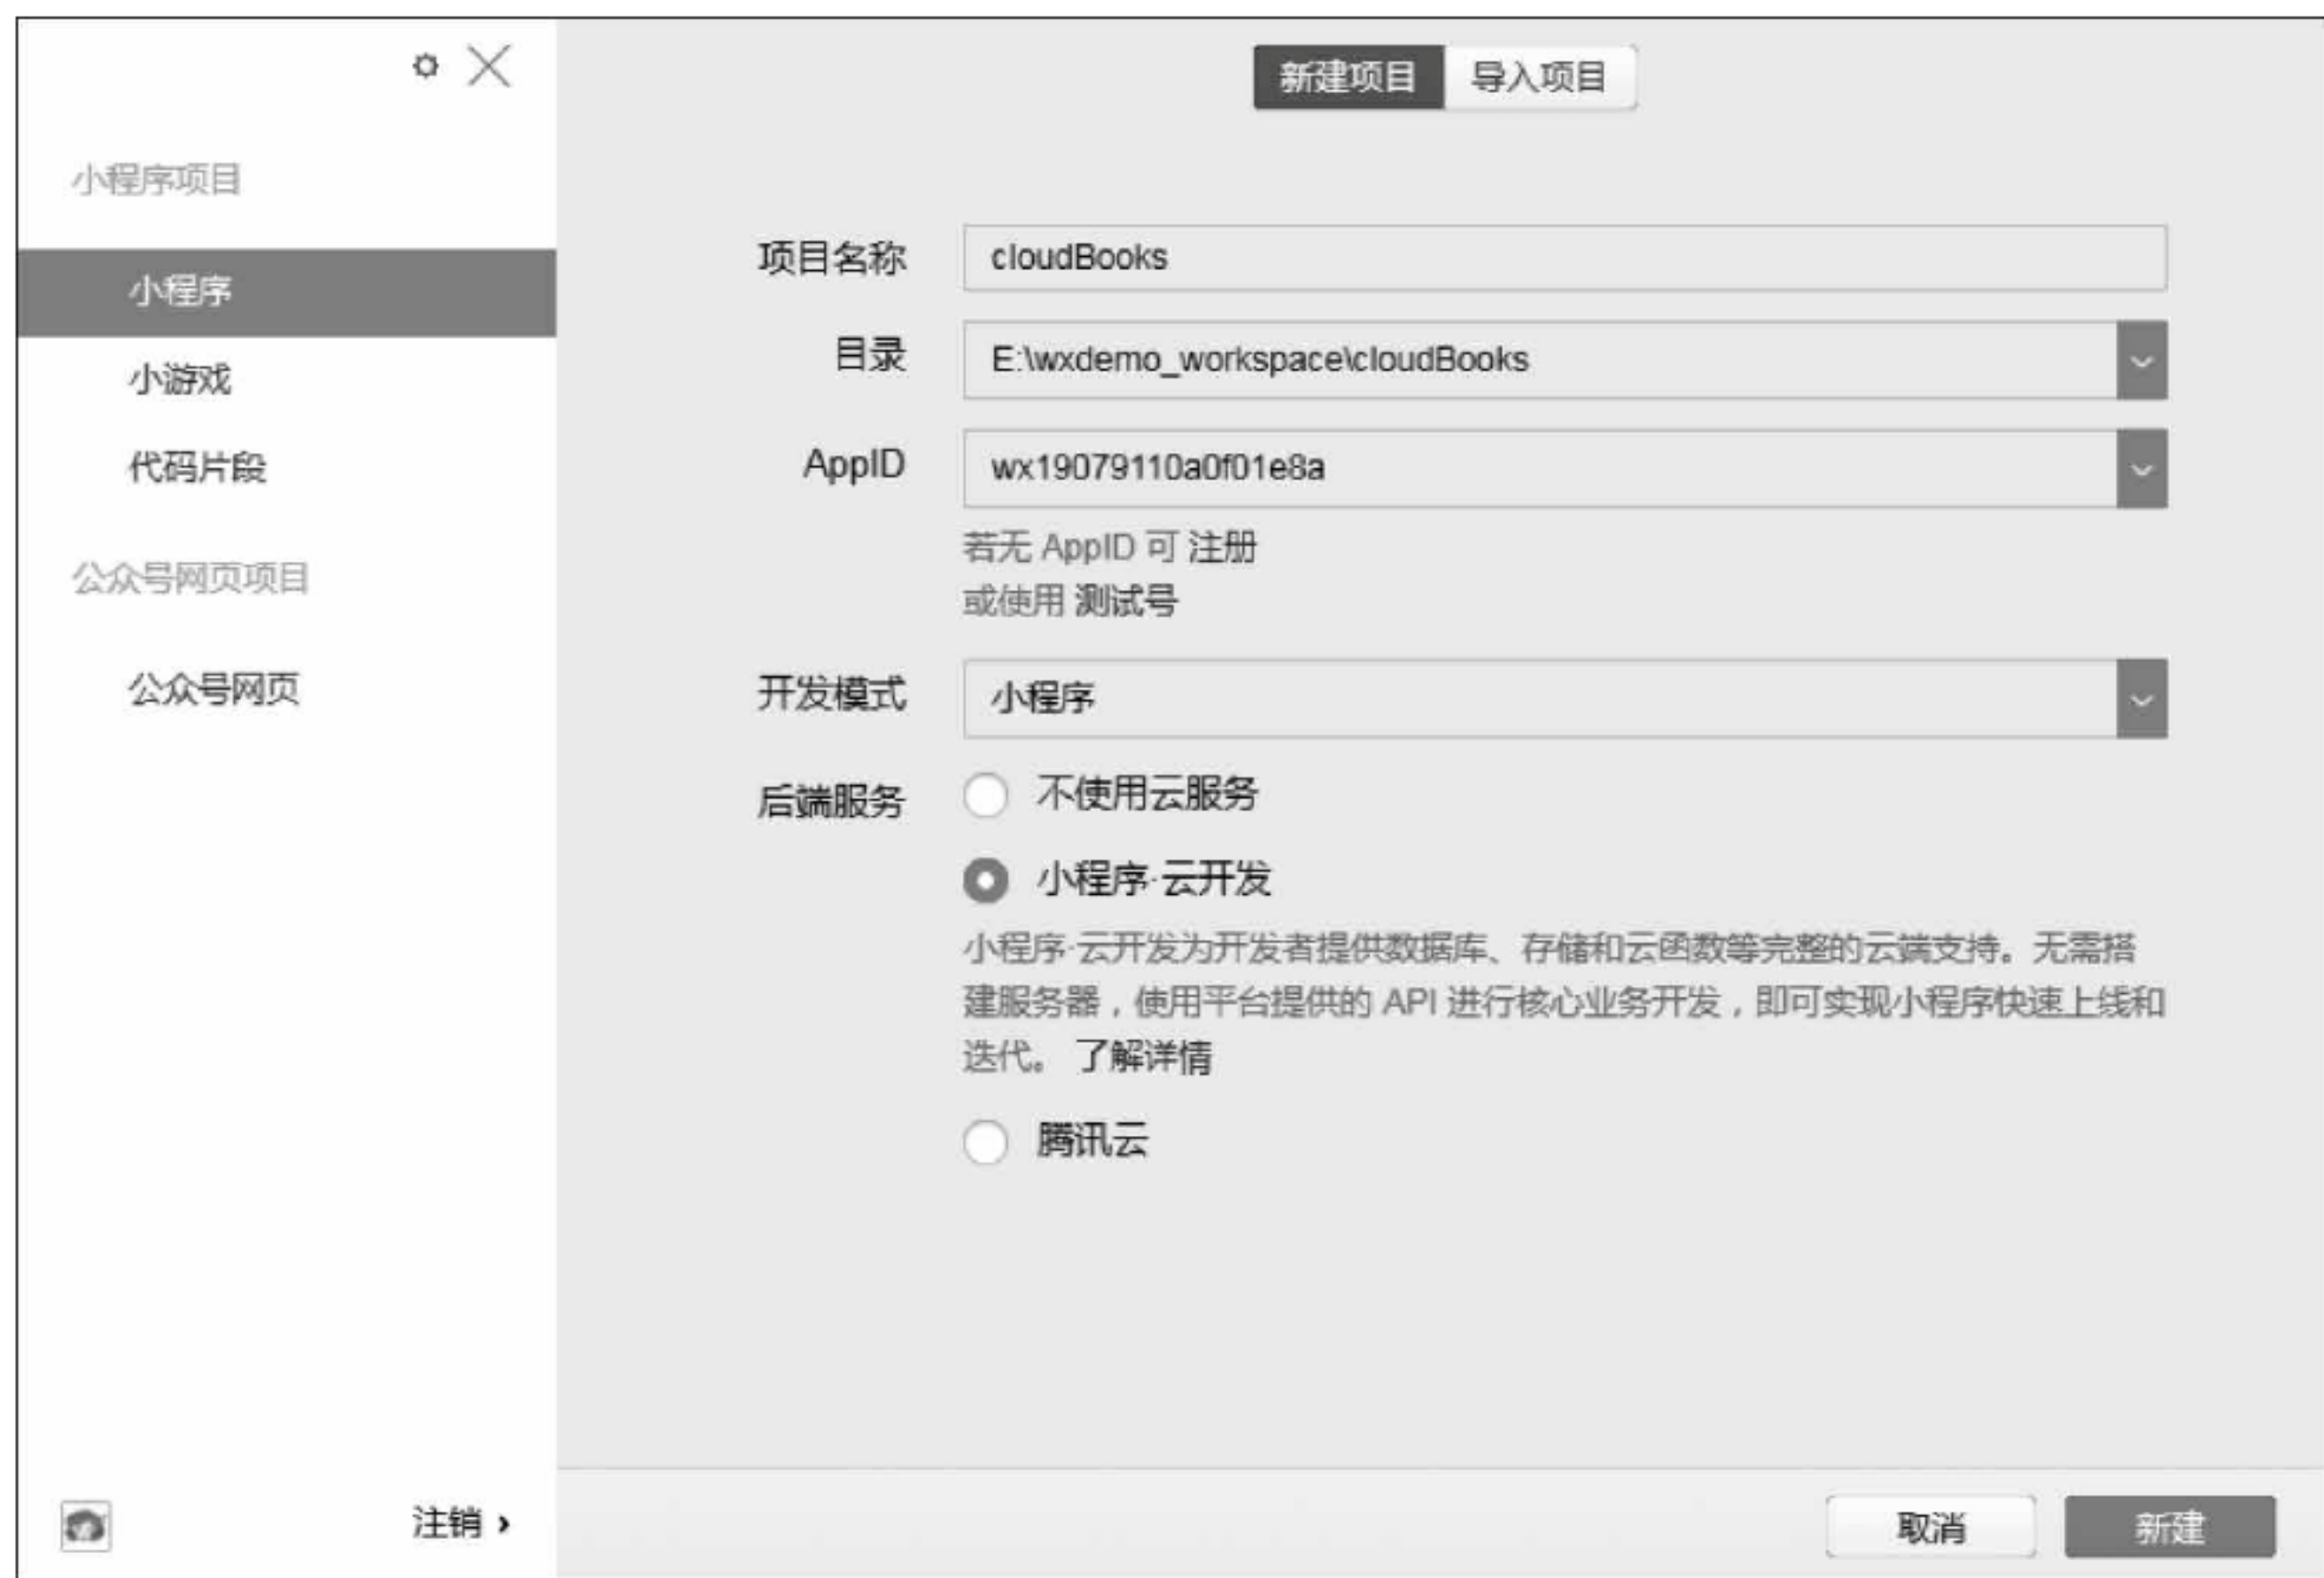 新建项目 导入项目
小程序项目
小程序
小游戏
代码片段
公众号网页项目
公众号网页
注销 ›
项目名称 cloudBooks
目录 E:\wxdemo_workspace\cloudBooks
AppID wx19079110a0f01e8a
若无 AppID 可 注册
或使用 测试号
开发模式 小程序
后端服务 不使用云服务
小程序·云开发
小程序·云开发为开发者提供数据库、存储和云函数等完整的云端支持。无需搭
建服务器，使用平台提供的 API 进行核心业务开发，即可实现小程序快速上线和
迭代。 了解详情
腾讯云
取消 新建